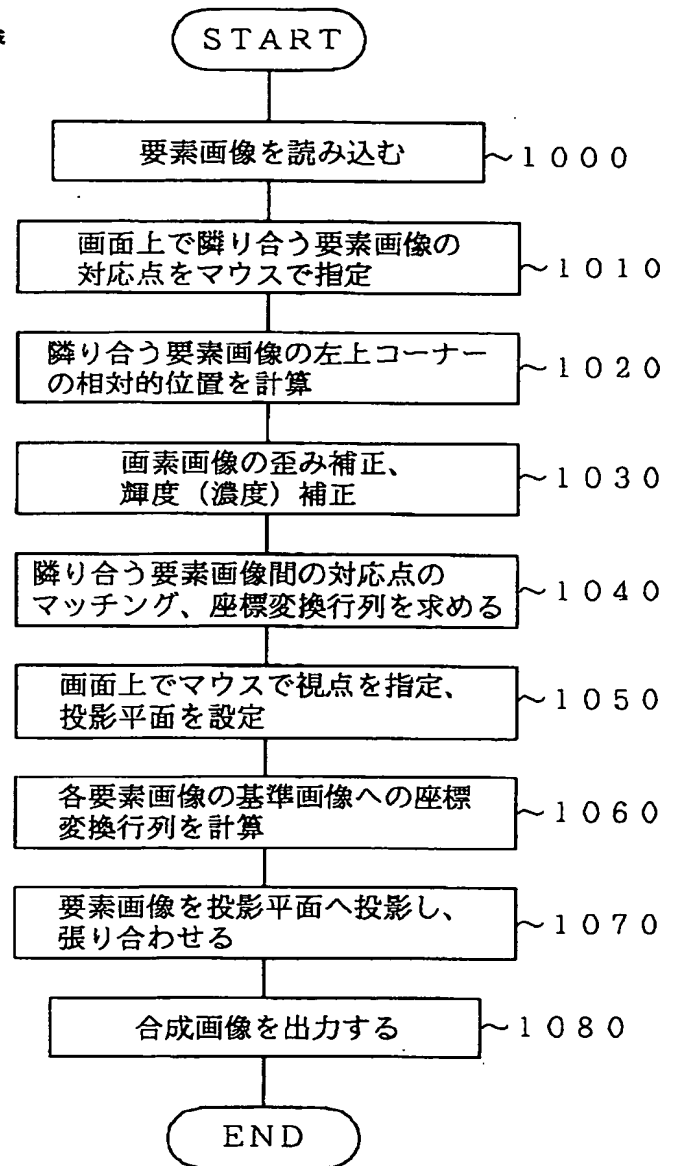 START
要素画像を読み込む
~1000
画面上で隣り合う要素画像の
対応点をマウスで指定
~1010
隣り合う要素画像の左上コーナー
の相対的位置を計算
~1020
画素画像の歪み補正、
輝度（濃度）補正
~1030
隣り合う要素画像間の対応点の
マッチング、座標変換行列を求める
~1040
画面上でマウスで視点を指定、
投影平面を設定
~1050
各要素画像の基準画像への座標
変換行列を計算
~1060
要素画像を投影平面へ投影し、
張り合わせる
~1070
合成画像を出力する
~1080
END